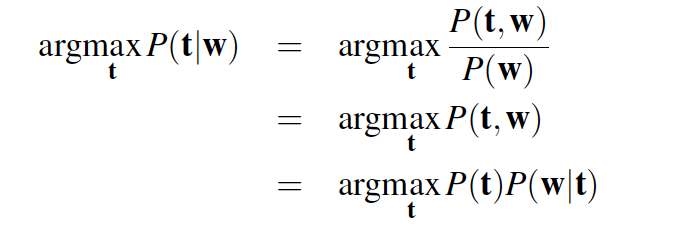 argmax_t P(t|w) = argmax_t P(t,w)/P(w)
= argmax_t P(t,w)
= argmax_t P(t)P(w|t)